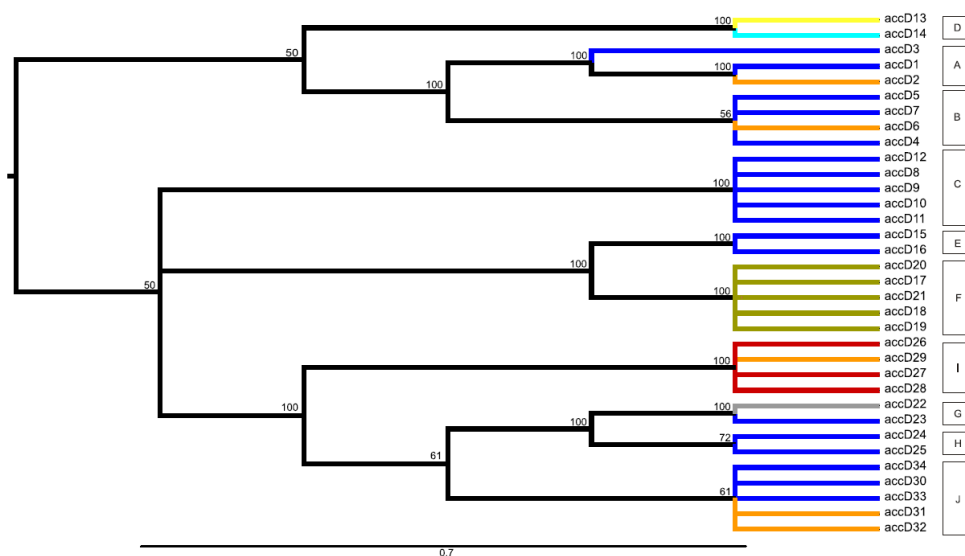 accD13
100
D
accD14
50
accD3
100
A
accD1
100
accD2
100
accD5
B
accD7
56
accD6
accD4
accD12
C
accD8
100
accD9
accD10
accD11
accD15
100
E
accD16
100
accD20
F
accD17
100
accD21
accD18
accD19
50
accD26
I
accD29
100
accD27
accD28
accD22
100
G
accD23
100
100
accD24
72
H
accD25
61
accD34
J
accD30
61
accD33
accD31
accD32
0.7